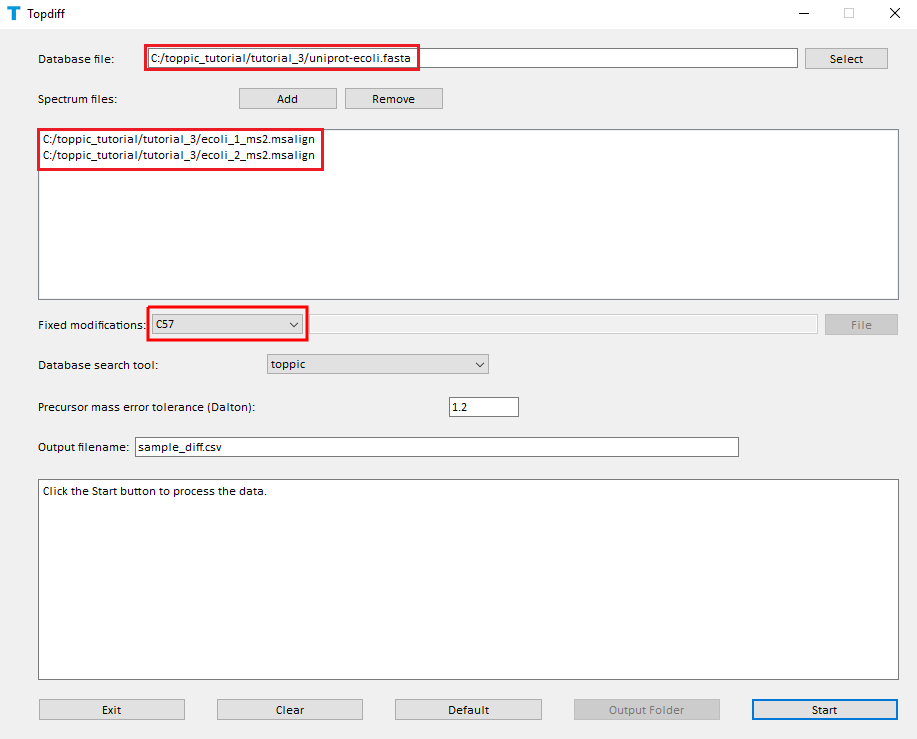 Topdiff
Database file: C:/toppic_tutorial/tutorial_3/uniprot-ecoli.fasta Select
Spectrum files: Add Remove
C:/toppic_tutorial/tutorial_3/ecoli_1_ms2.msalign
C:/toppic_tutorial/tutorial_3/ecoli_2_ms2.msalign
Fixed modifications: C57 File
Database search tool: toppic
Precursor mass error tolerance (Dalton): 1.2
Output filename: sample_diff.csv
Click the Start button to process the data.
Exit Clear Default Output Folder Start